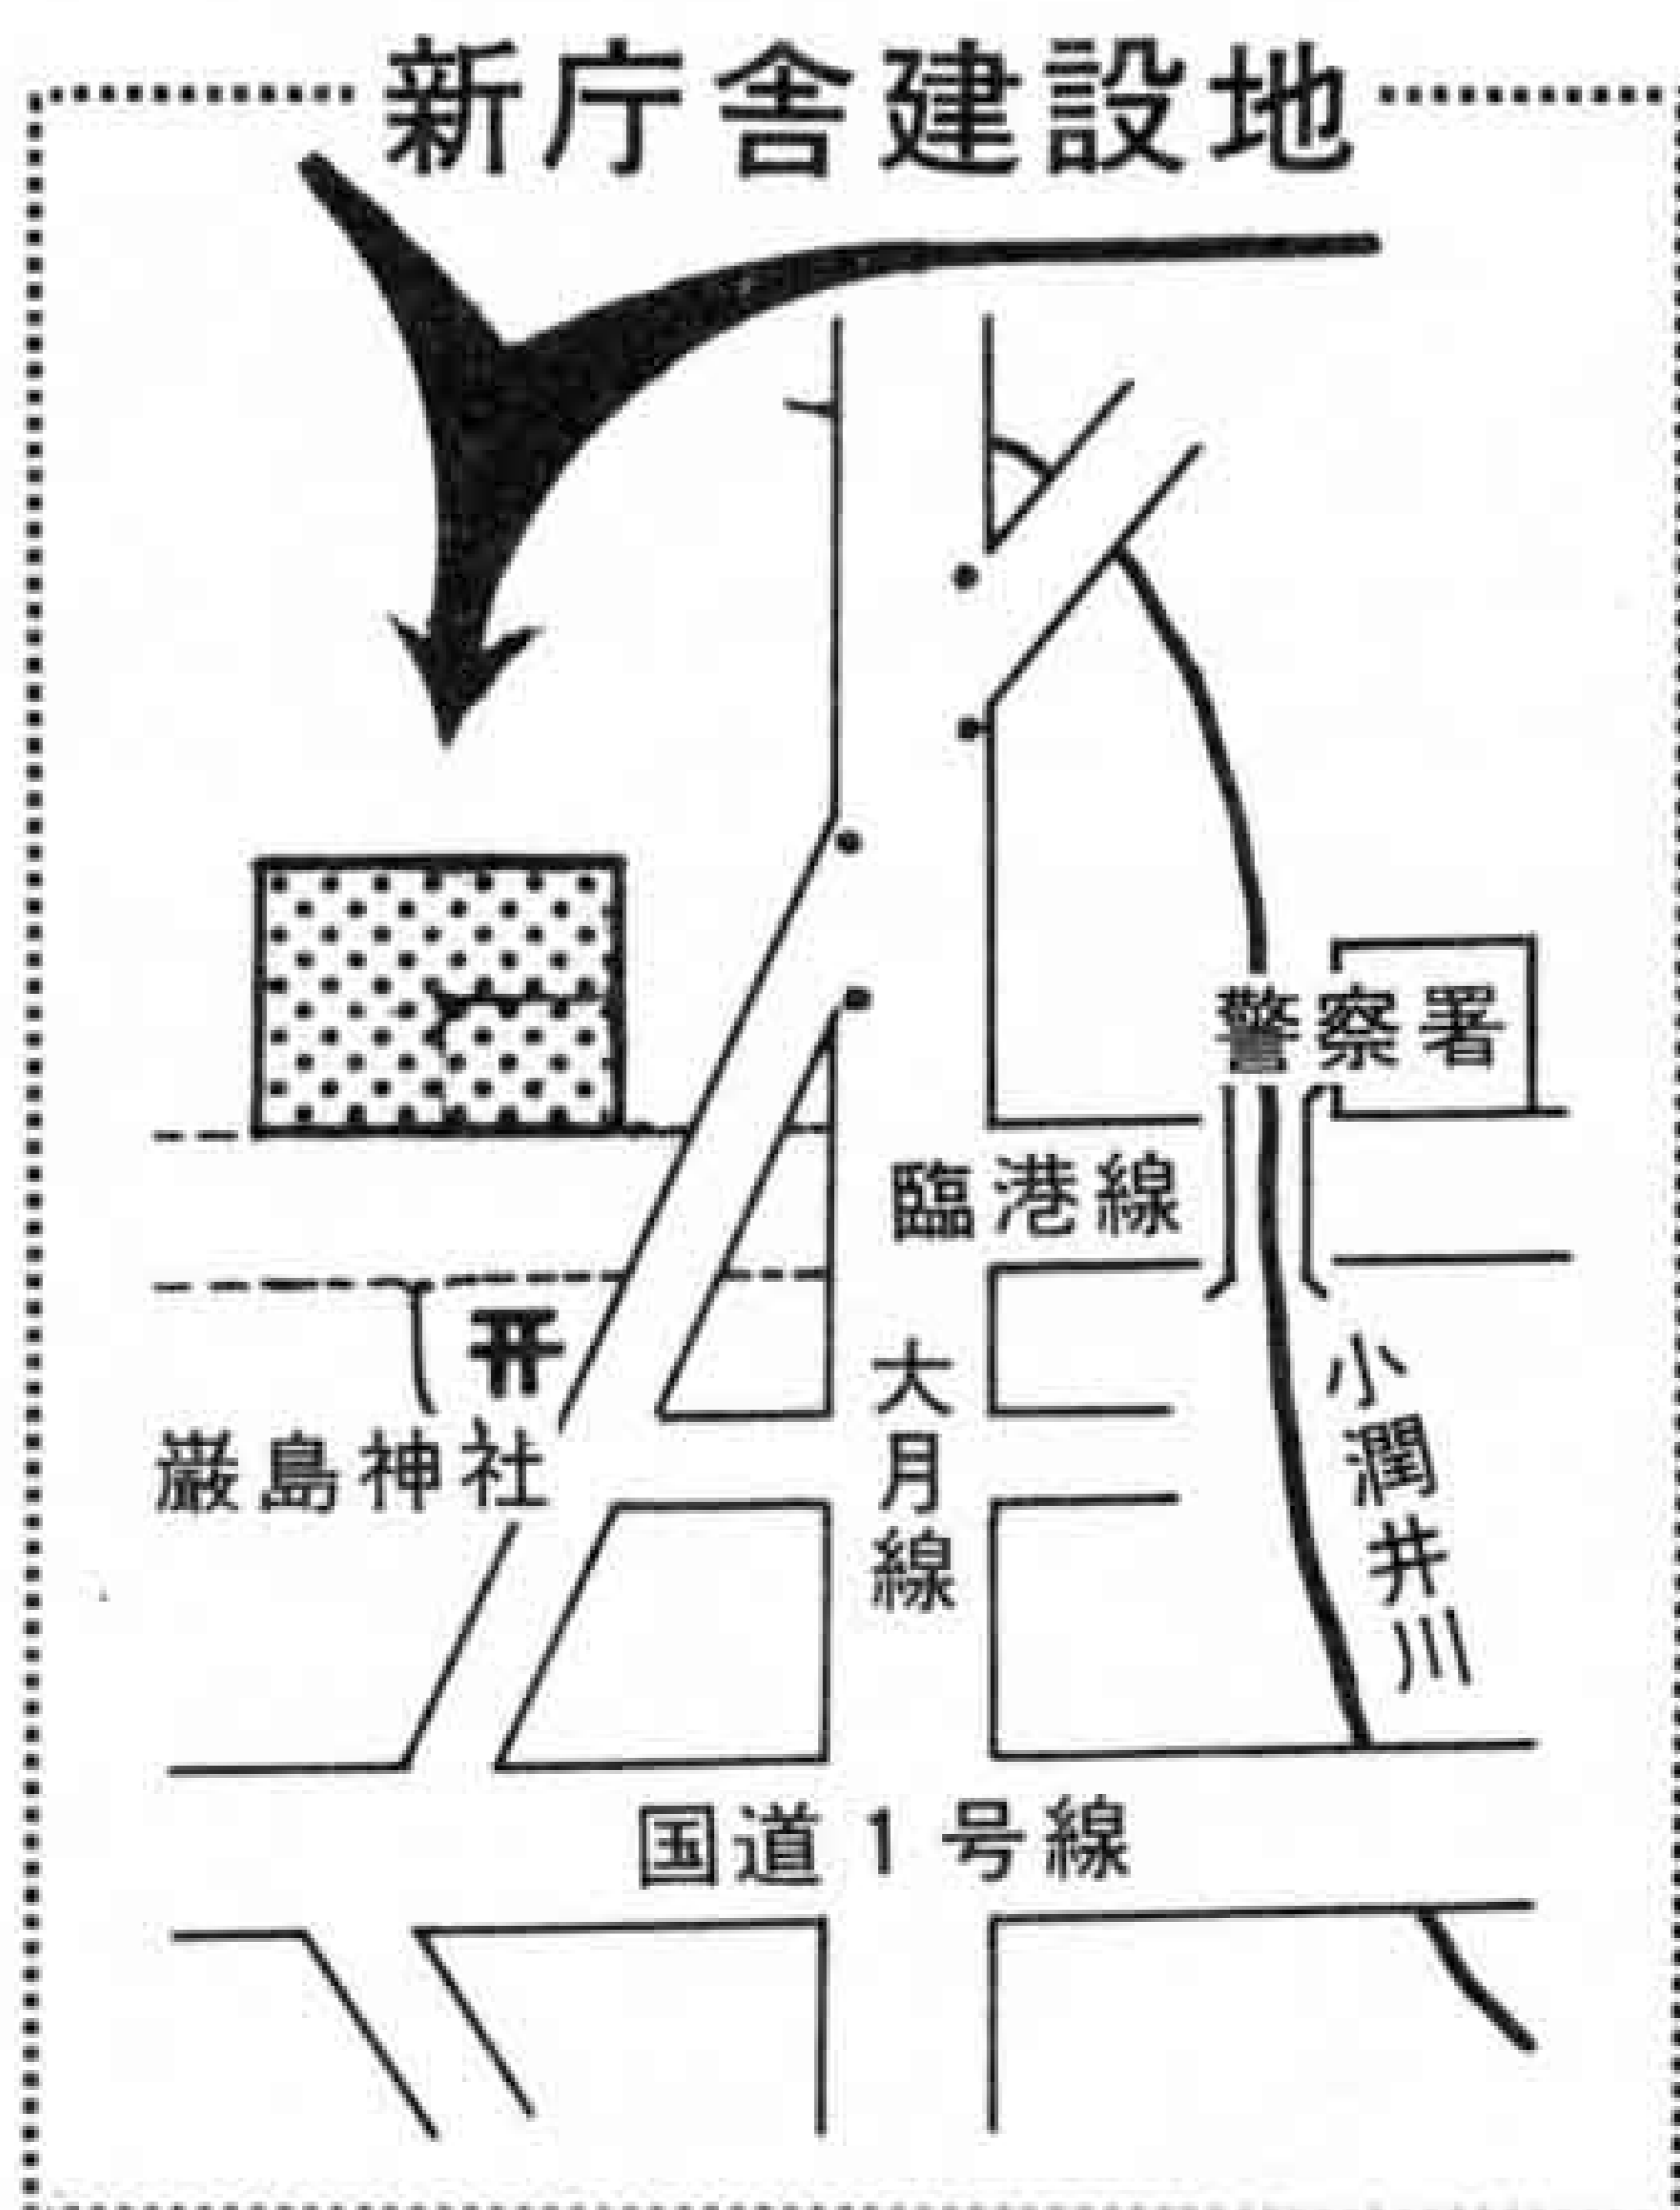 新庁舎建設地
警察署
臨港線
大月線
小潤井川
巌島神社
国道1号線